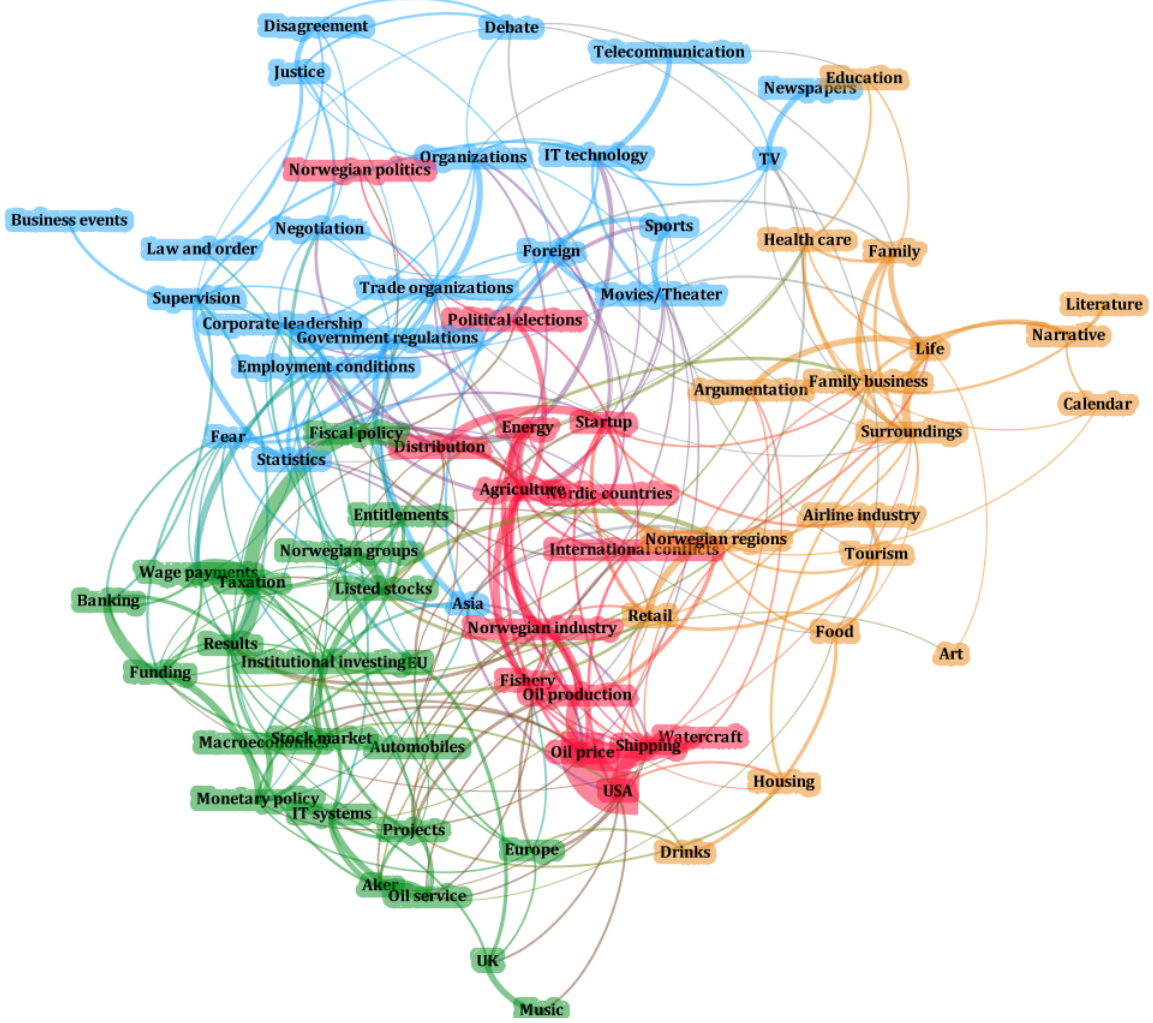 Disagreement
Debate
Telecommunication
Justice
Education
Newspapers
Organizations
IT technology
TV
Norwegian politics
Business events
Negotiation
Sports
Law and order
Foreign
Health care
Family
Trade organizations
Movies/Theater
Supervision
Literature
Corporate leadership
Political elections
Government regulations
Narrative
Life
Employment conditions
Argumentation
Family business
Calendar
Fear
Fiscal policy
Energy
Startup
Surroundings
Distribution
Statistics
Agriculture
Nordic countries
Entitlements
Airline industry
Norwegian groups
International conflicts
Norwegian regions
Tourism
Wage payments
Taxation
Listed stocks
Banking
Asia
Retail
Norwegian industry
Food
Results
Institutional investing
EU
Art
Funding
Fishery
Oil production
Macroeconomics
Stock market
Automobiles
Oil price
Shipping
Watercraft
USA
Housing
Monetary policy
IT systems
Projects
Europe
Drinks
Aker
Oil service
UK
Music